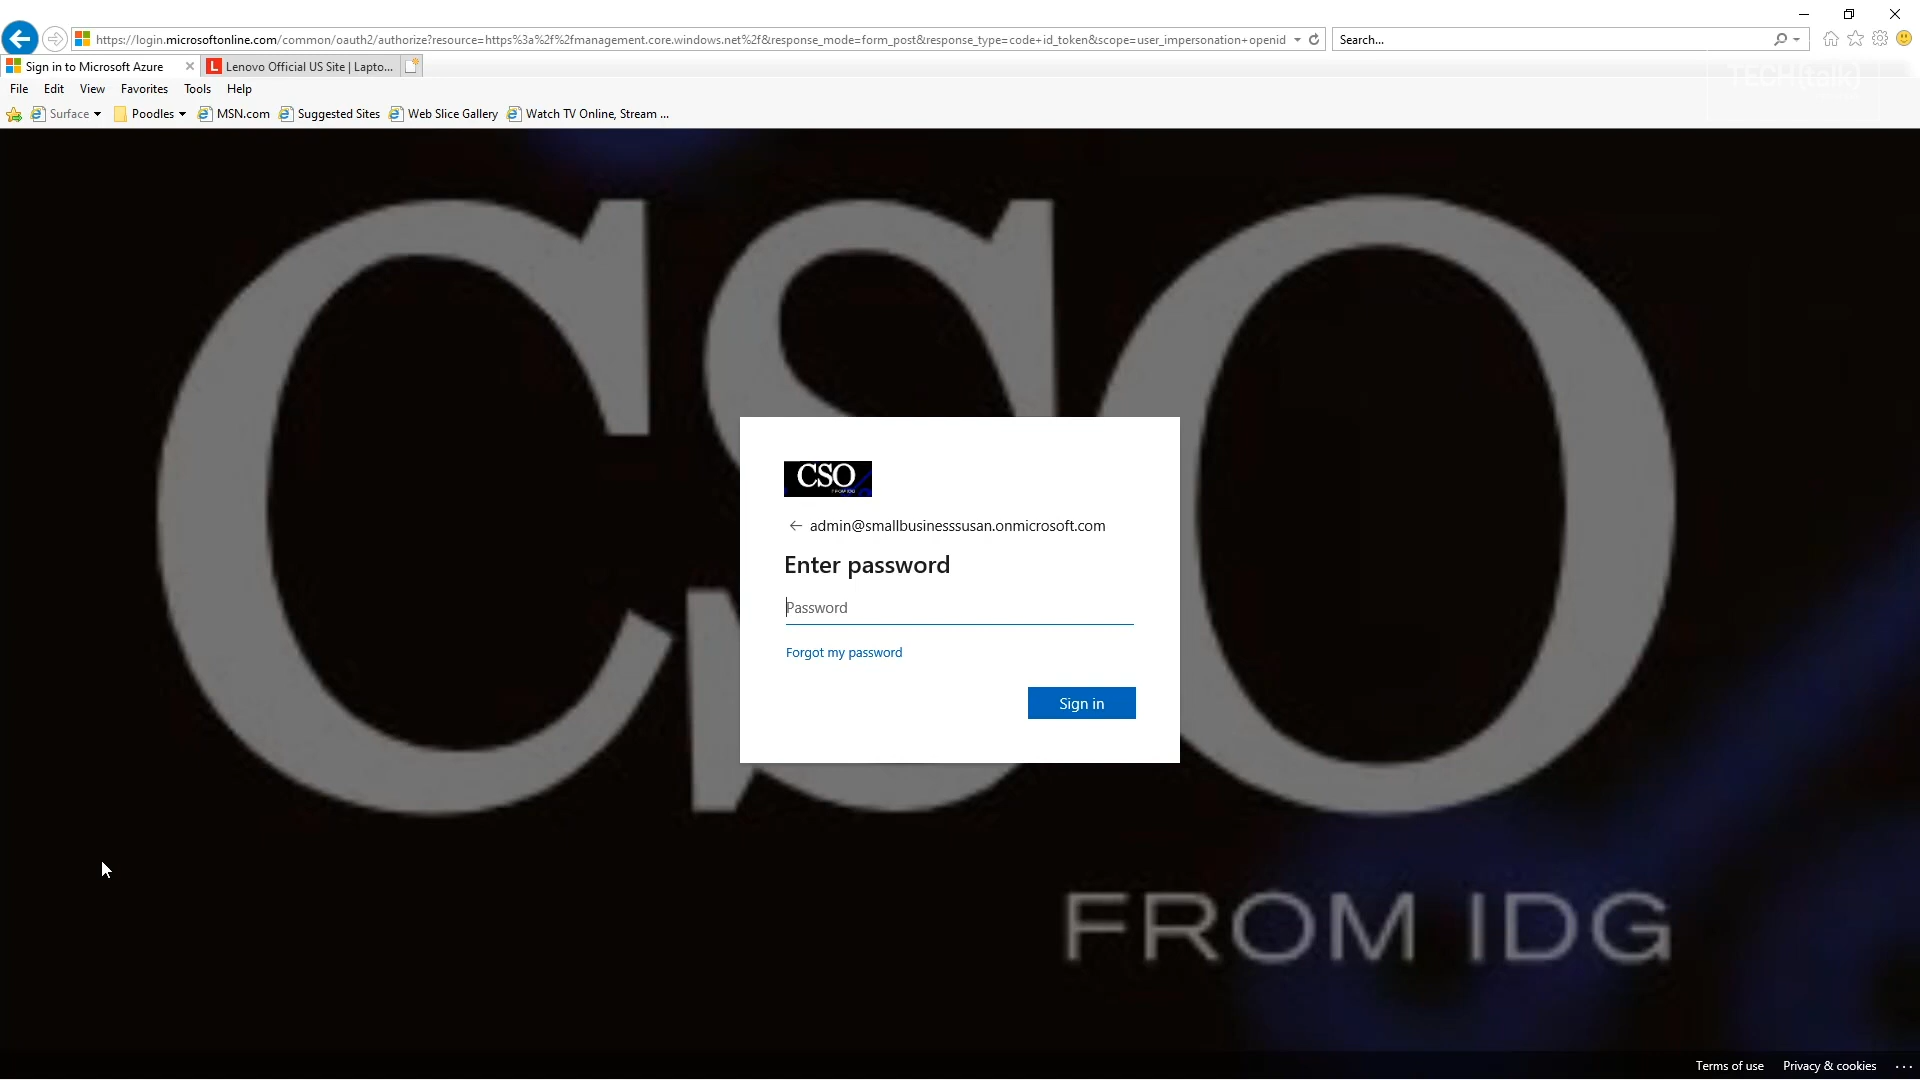 https://login.microsoftonline.com/common/oauth2/authorize?resource=https%3a%2f%2fmanagement.core.windows.net%2f&response_mode=form_post&response_type=code+id_token&scope=user_impersonation+openid
Search...
Sign in to Microsoft Azure
Lenovo Official US Site | Lapto...
TECH(talk)
File Edit View Favorites Tools Help
Surface Poodles MSN.com Suggested Sites Web Slice Gallery Watch TV Online, Stream ...
CSO
CSO
admin@smallbusinesssusan.onmicrosoft.com
Enter password
Password
Forgot my password
Sign in
FROM IDG
Terms of use Privacy & cookies ...